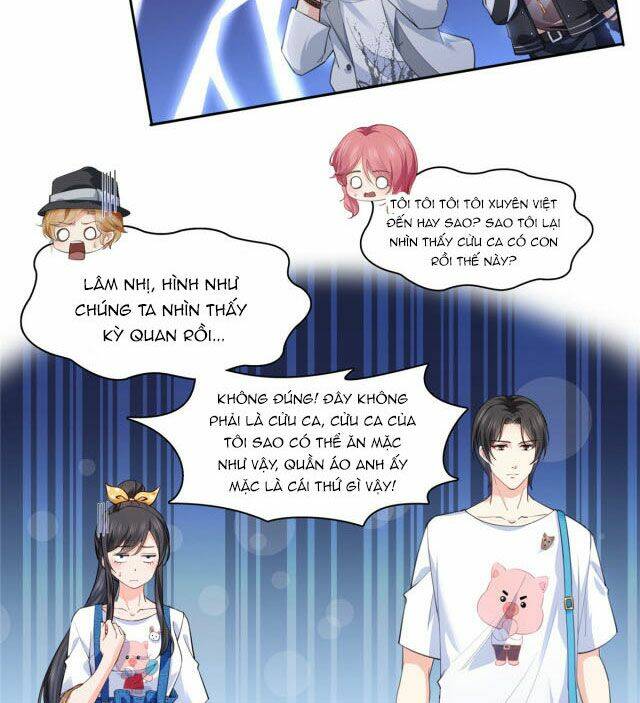 TÔI TÔI TÔI TÔI XUYÊN VIỆT
ĐẾN HAY SAO? SAO TÔI LẠI
NHÌN THẤY CỬU CA CÓ CON
RỒI THẾ NÀY?
LÂM NHỊ, HÌNH NHƯ
CHÚNG TA NHÌN THẤY
KỲ QUAN RỒI...
KHÔNG ĐÚNG! ĐÂY KHÔNG
PHẢI LÀ CỬU CA, CỬU CA CỦA
TÔI SAO CÓ THỂ ĂN MẶC
NHƯ VẬY, QUẦN ÁO ANH ẤY
MẶC LÀ CÁI THỨ GÌ VẬY!